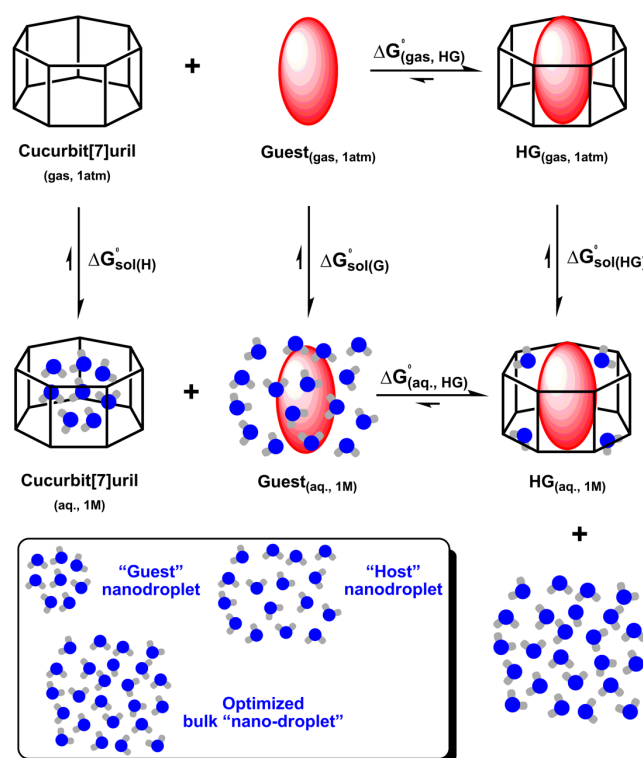 +
ΔG°(gas, HG)
Cucurbit[7]uril
(gas, 1atm)
Guest(gas, 1atm)
HG(gas, 1atm)
ΔG°sol(H)
ΔG°sol(G)
ΔG°sol(HG)
+
ΔG°(aq., HG)
Cucurbit[7]uril
(aq., 1M)
Guest(aq., 1M)
HG(aq., 1M)
+
“Guest”
nanodroplet
“Host”
nanodroplet
Optimized
bulk “nano-droplet”